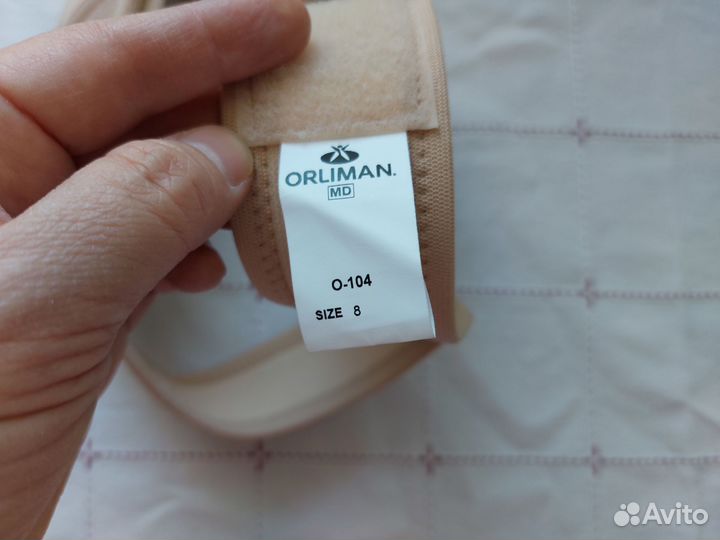 ORLIMAN.
MD
O-104
SIZE 8
Avito